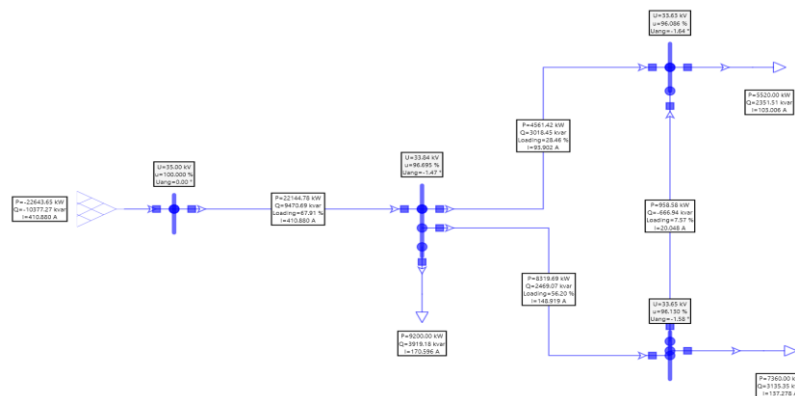 U=33.63 kV
u=96.086 %
Uang=-1.64 °
P=5520.00 kW
Q=2351.51 kvar
I=103.006 A
P=4561.42 kW
Q=3018.45 kvar
Loading=28.46 %
I=93.902 A
U=35.00 kV
u=100.000 %
Uang=0.00 °
U=33.84 kV
u=96.695 %
Uang=-1.47 °
P=-22643.65 kW
Q=-10377.27 kvar
I=410.880 A
P=22144.78 kW
Q=9470.69 kvar
Loading=67.91 %
I=410.880 A
P=958.58 kW
Q=-666.94 kvar
Loading=7.57 %
I=20.048 A
P=8319.69 kW
Q=2469.07 kvar
Loading=56.20 %
I=148.919 A
U=33.65 kV
u=96.150 %
Uang=-1.58 °
P=9200.00 kW
Q=3919.18 kvar
I=170.596 A
P=7360.00 k
Q=3135.35 k
I=137.278